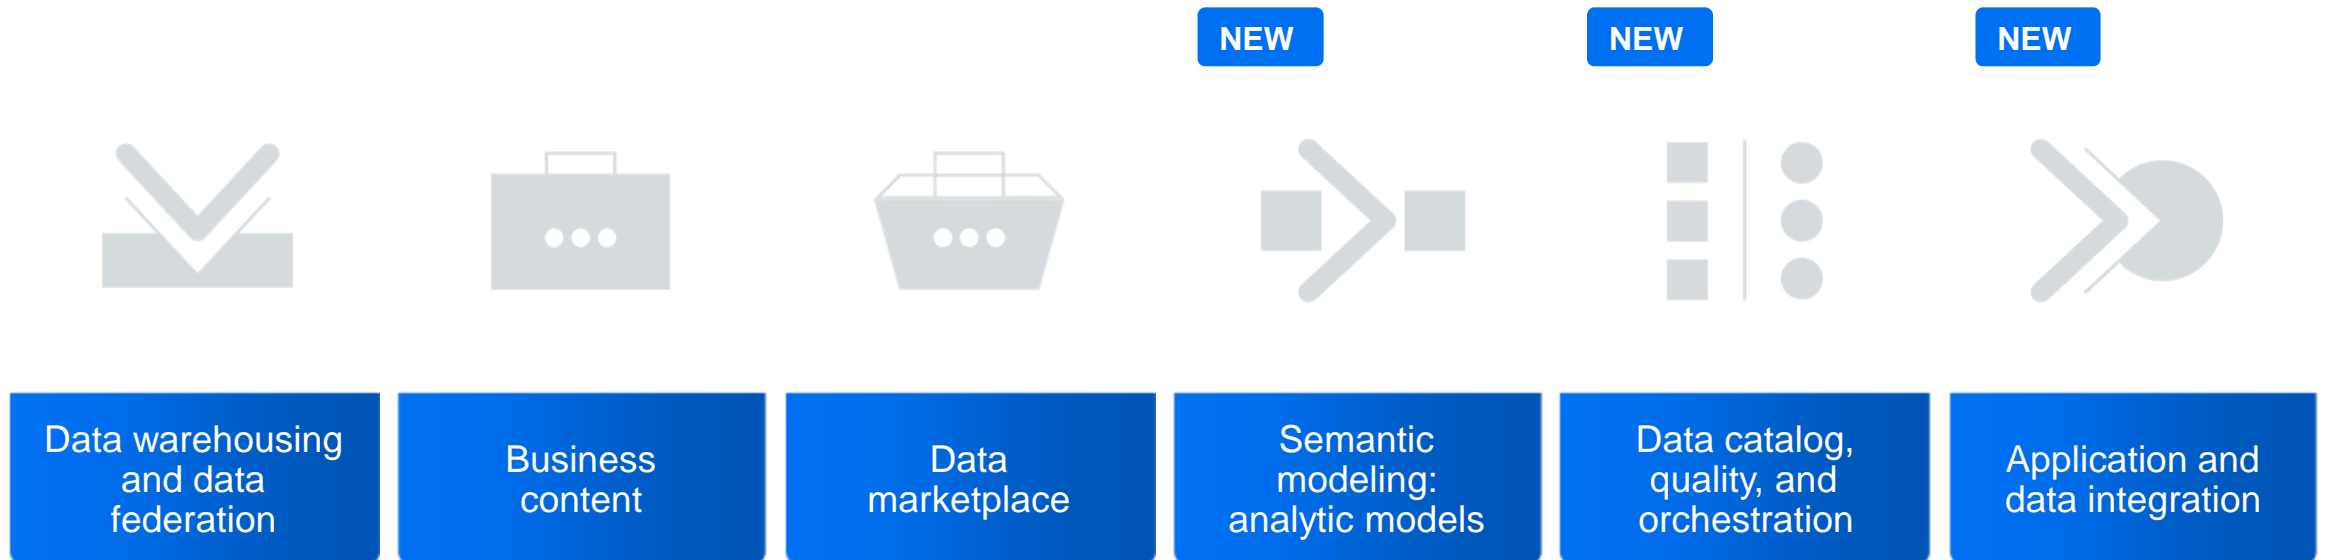 NEW
NEW
NEW
Data warehousing
and data
federation
Business
content
Data
marketplace
Semantic
modeling:
analytic models
Data catalog,
quality, and
orchestration
Application and
data integration